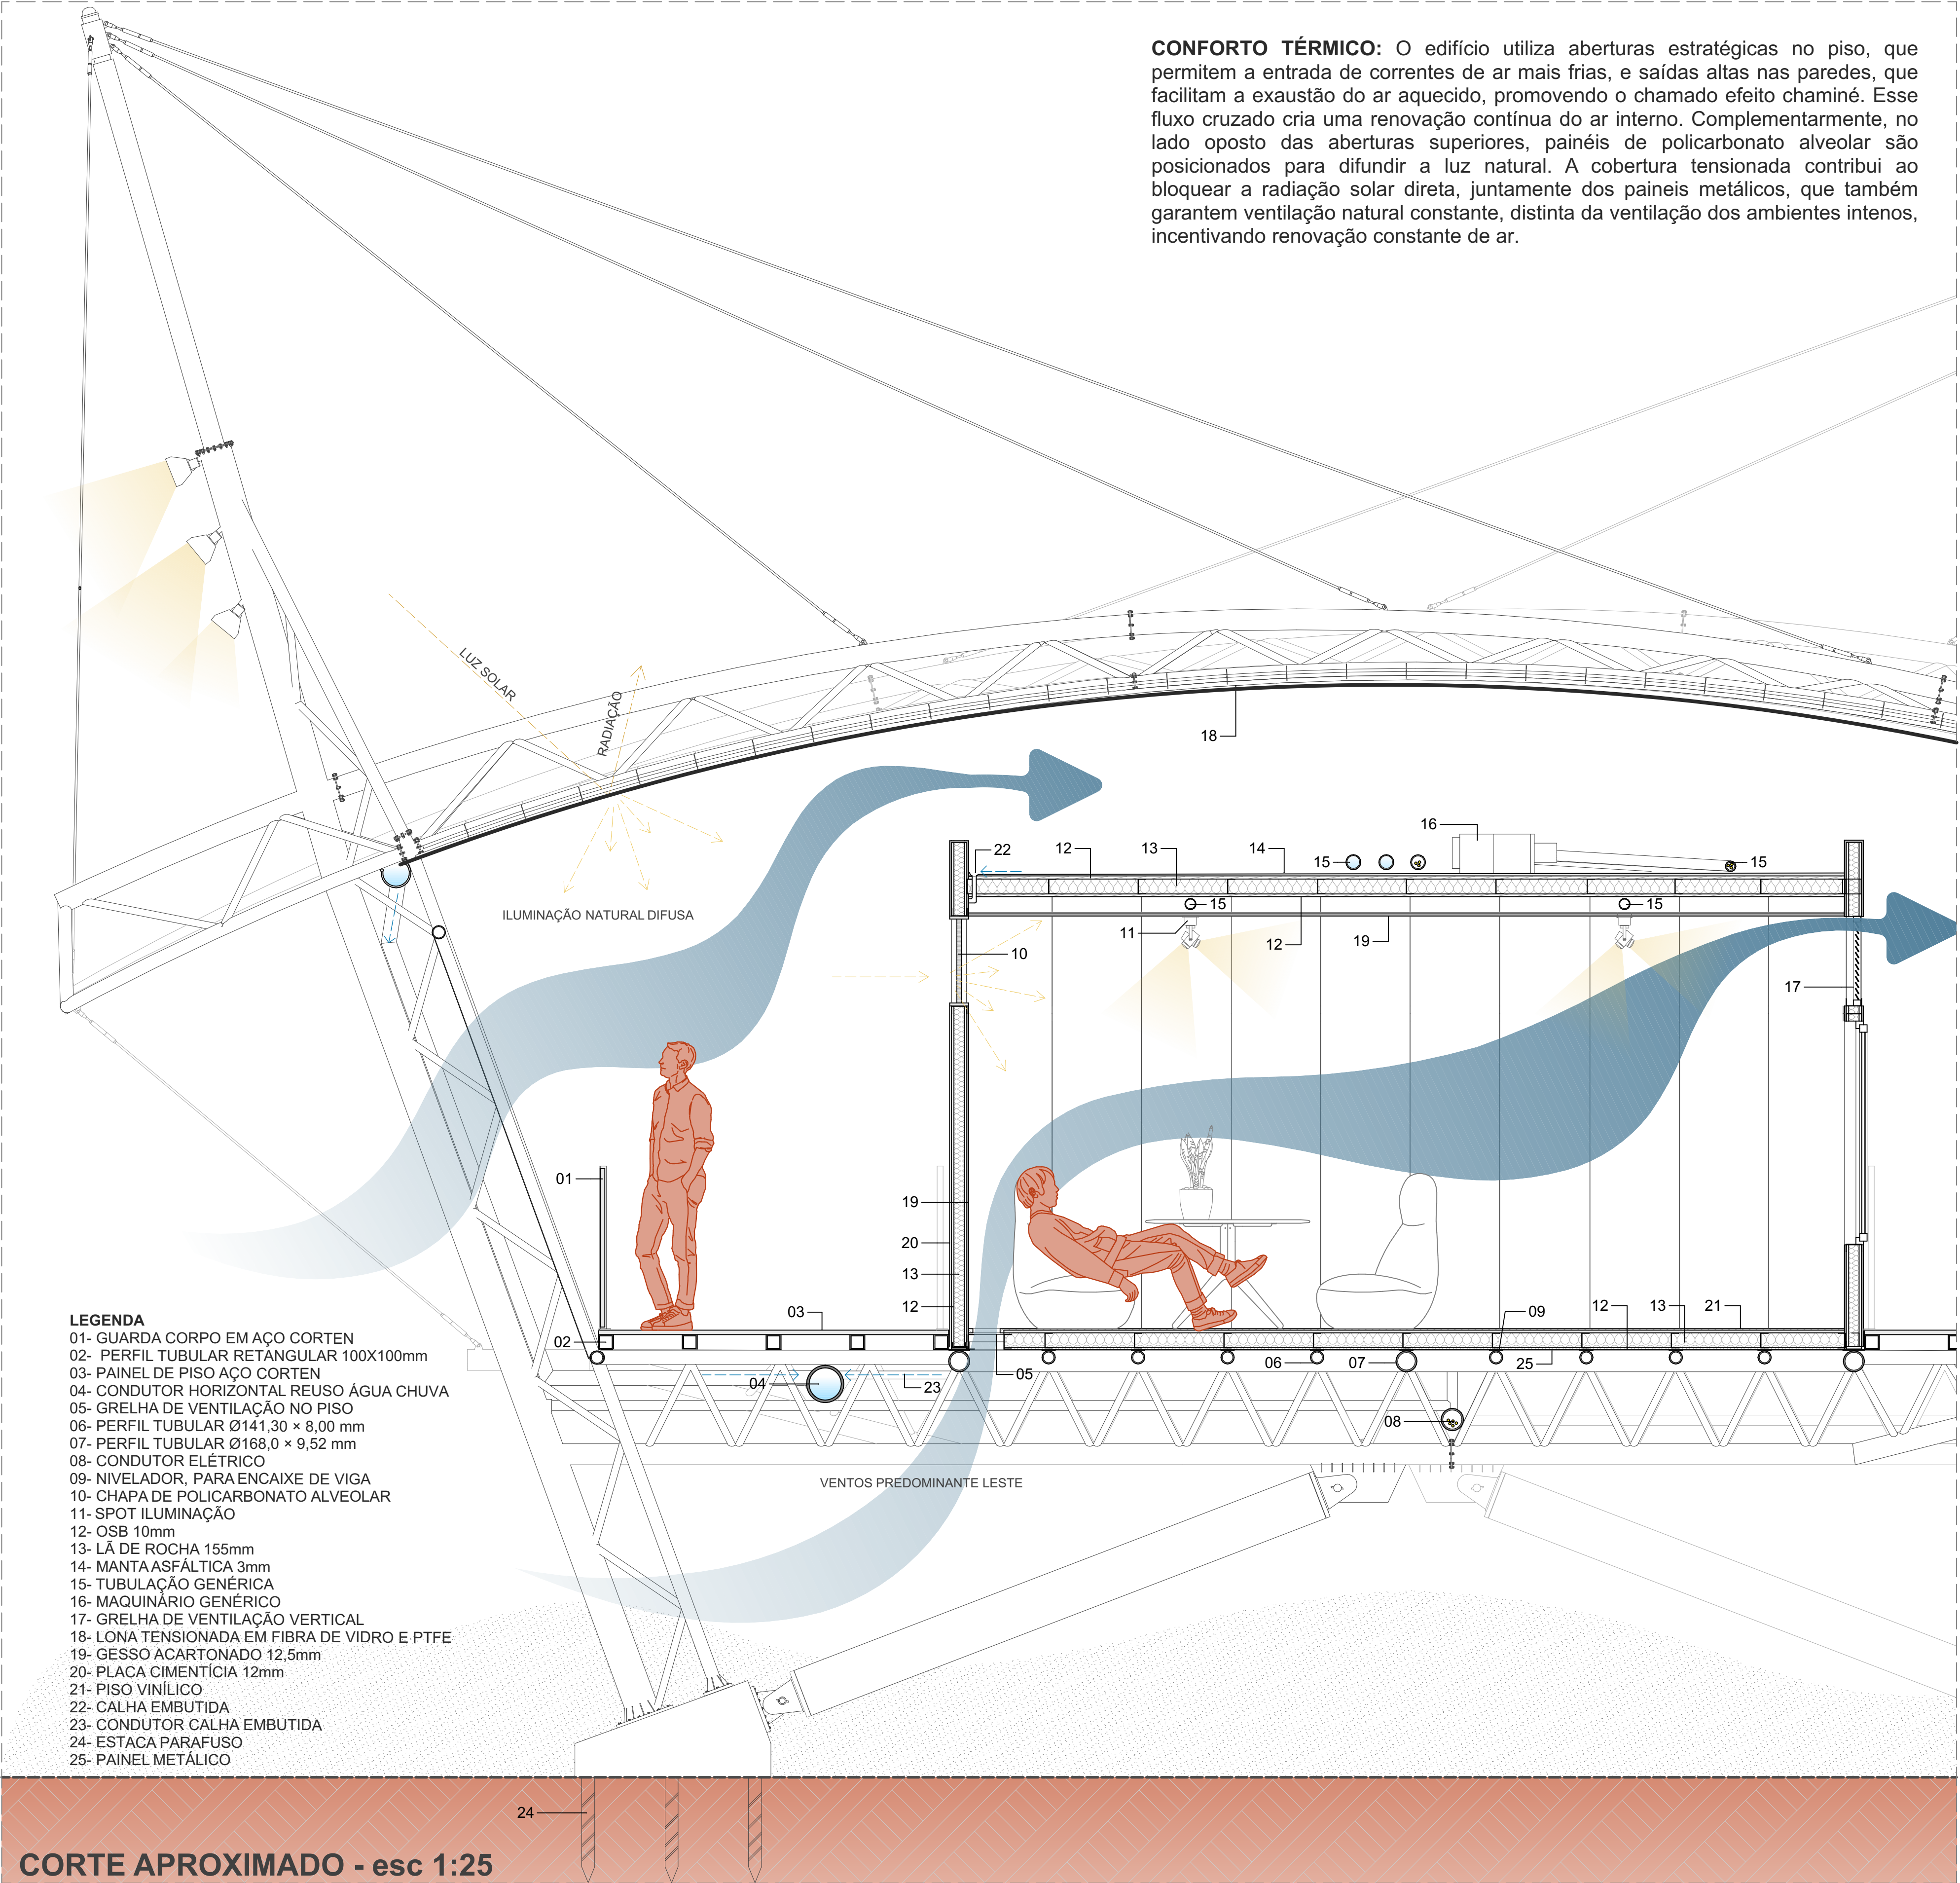 CONFORTO TÉRMICO: O edifício utiliza aberturas estratégicas no piso, que
permitem a entrada de correntes de ar mais frias, e saídas altas nas paredes, que
facilitam a exaustão do ar aquecido, promovendo o chamado efeito chaminé. Esse
fluxo cruzado cria uma renovação contínua do ar interno. Complementarmente, no
lado oposto das aberturas superiores, painéis de policarbonato alveolar são
posicionados para difundir a luz natural. A cobertura tensionada contribui ao
bloquear a radiação solar direta, juntamente dos paineis metálicos, que também
garantem ventilação natural constante, distinta da ventilação dos ambientes intenos,
incentivando renovação constante de ar.
LUZ SOLAR
RADIAÇÃO
18
16
22
12
13
14
15
15
15
15
ILUMINAÇÃO NATURAL DIFUSA
11
12
19
10
17
01
19
20
13
12
03
09
12
13
21
02
06
07
25
05
04
23
08
VENTOS PREDOMINANTE LESTE
LEGENDA
01- GUARDA CORPO EM AÇO CORTEN
02- PERFIL TUBULAR RETANGULAR 100X100mm
03- PAINEL DE PISO AÇO CORTEN
04- CONDUTOR HORIZONTAL REUSO ÁGUA CHUVA
05- GRELHA DE VENTILAÇÃO NO PISO
06- PERFIL TUBULAR Ø141,30 × 8,00 mm
07- PERFIL TUBULAR Ø168,0 × 9,52 mm
08- CONDUTOR ELÉTRICO
09- NIVELADOR, PARA ENCAIXE DE VIGA
10- CHAPA DE POLICARBONATO ALVEOLAR
11- SPOT ILUMINAÇÃO
12- OSB 10mm
13- LÃ DE ROCHA 155mm
14- MANTA ASFÁLTICA 3mm
15- TUBULAÇÃO GENÉRICA
16- MAQUINÁRIO GENÉRICO
17- GRELHA DE VENTILAÇÃO VERTICAL
18- LONA TENSIONADA EM FIBRA DE VIDRO E PTFE
19- GESSO ACARTONADO 12,5mm
20- PLACA CIMENTÍCIA 12mm
21- PISO VINÍLICO
22- CALHA EMBUTIDA
23- CONDUTOR CALHA EMBUTIDA
24- ESTACA PARAFUSO
25- PAINEL METÁLICO
24
CORTE APROXIMADO - esc 1:25